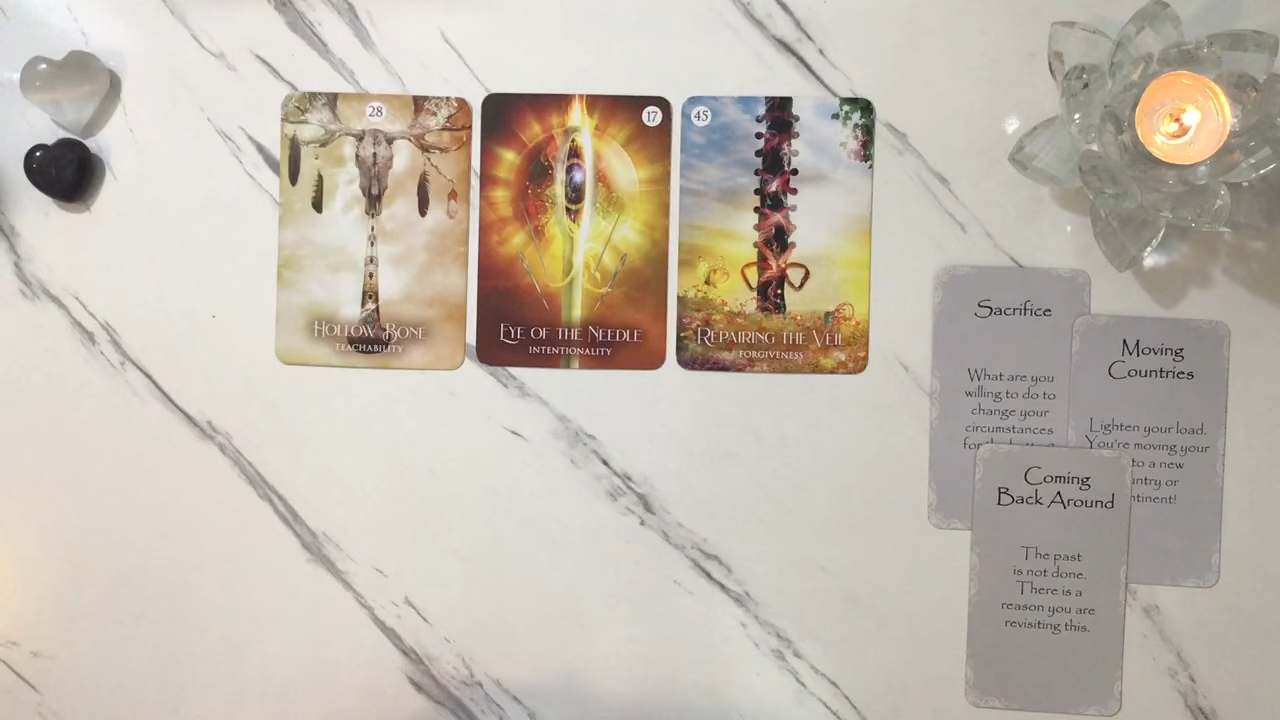 28
HOLLOW BONE
TEACHABILITY
17
EYE OF THE NEEDLE
INTENTIONALITY
45
REPAIRING THE VEIL
FORGIVENESS
Sacrifice
What are you
willing to do to
change your
circumstances
Moving
Countries
Lighten your load.
You're moving your
to a new
or
Coming
Back Around
The past
is not done.
There is a
reason you are
revisiting this.